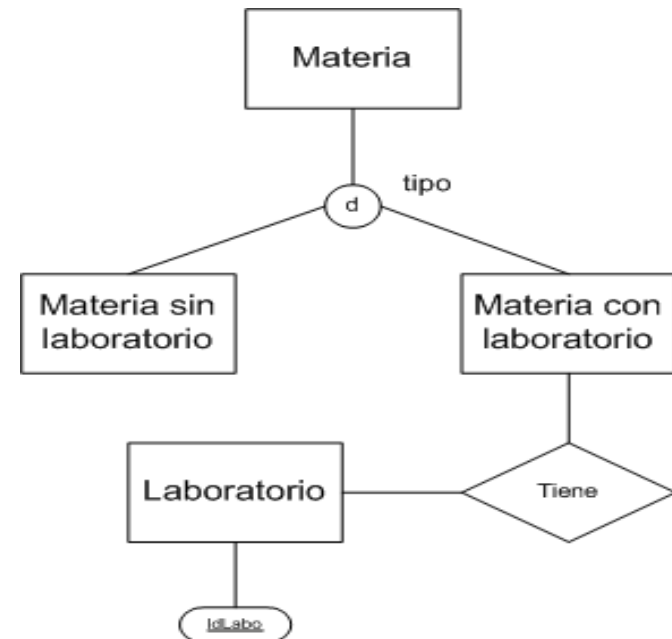 Materia
tipo
d
Materia sin
laboratorio
Materia con
laboratorio
Laboratorio
Tiene
IdLabo